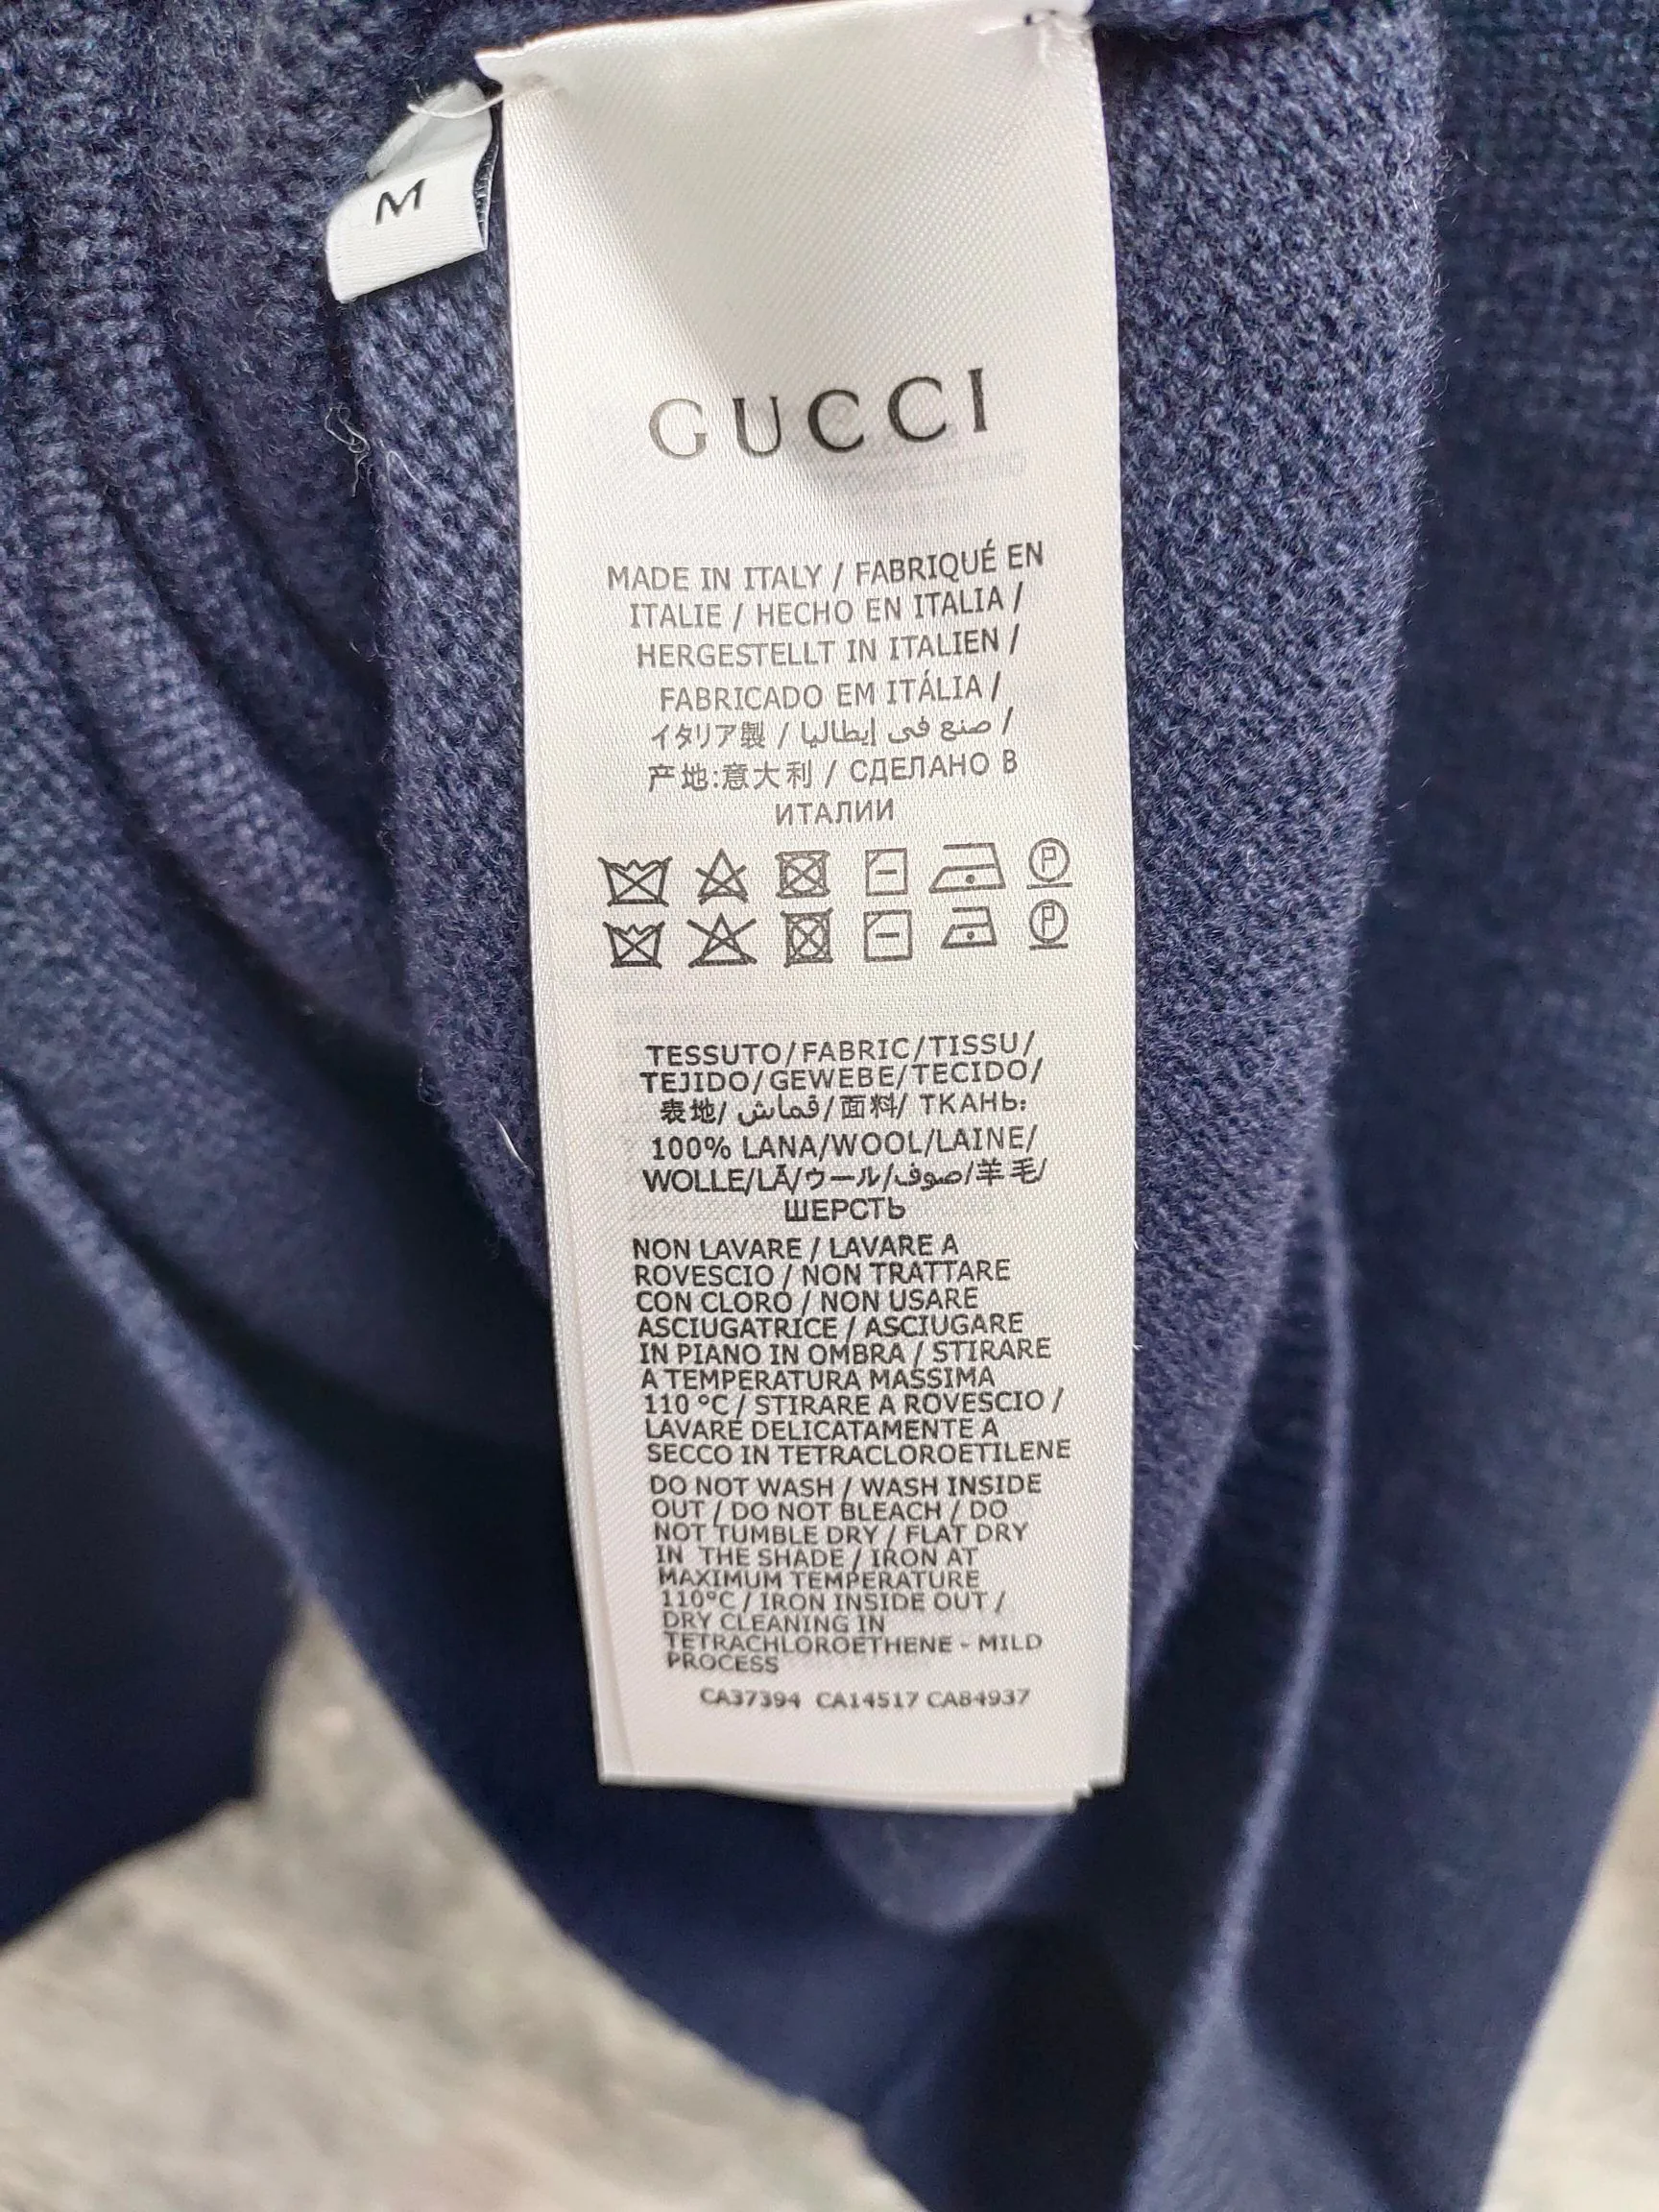 M
GUCCI
MADE IN ITALY / FABRIQUÉ EN
ITALIE / HECHO EN ITALIA /
HERGESTELLT IN ITALIEN /
FABRICADO EM ITÁLIA /
イタリア製 / صنع في إيطاليا /
产地:意大利 / СДЕЛАНО В
ИТАЛИИ
P
P
TESSUTO/FABRIC/TISSU/
TEJIDO/GEWEBE/TECIDO/
表地/ قماش/面料/ ТКАНЬ:
100% LANA/WOOL/LAINE/
WOLLE/LÃ/ウール/صوف/羊毛/
ШЕРСТЬ
NON LAVARE / LAVARE A
ROVESCIO / NON TRATTARE
CON CLORO / NON USARE
ASCIUGATRICE / ASCIUGARE
IN PIANO IN OMBRA / STIRARE
A TEMPERATURA MASSIMA
110 °C / STIRARE A ROVESCIO /
LAVARE DELICATAMENTE A
SECCO IN TETRACLOROETILENE
DO NOT WASH / WASH INSIDE
OUT / DO NOT BLEACH / DO
NOT TUMBLE DRY / FLAT DRY
IN THE SHADE / IRON AT
MAXIMUM TEMPERATURE
110°C / IRON INSIDE OUT /
DRY CLEANING IN
TETRACHLOROETHENE - MILD
PROCESS
CA37394 CA14517 CA84937